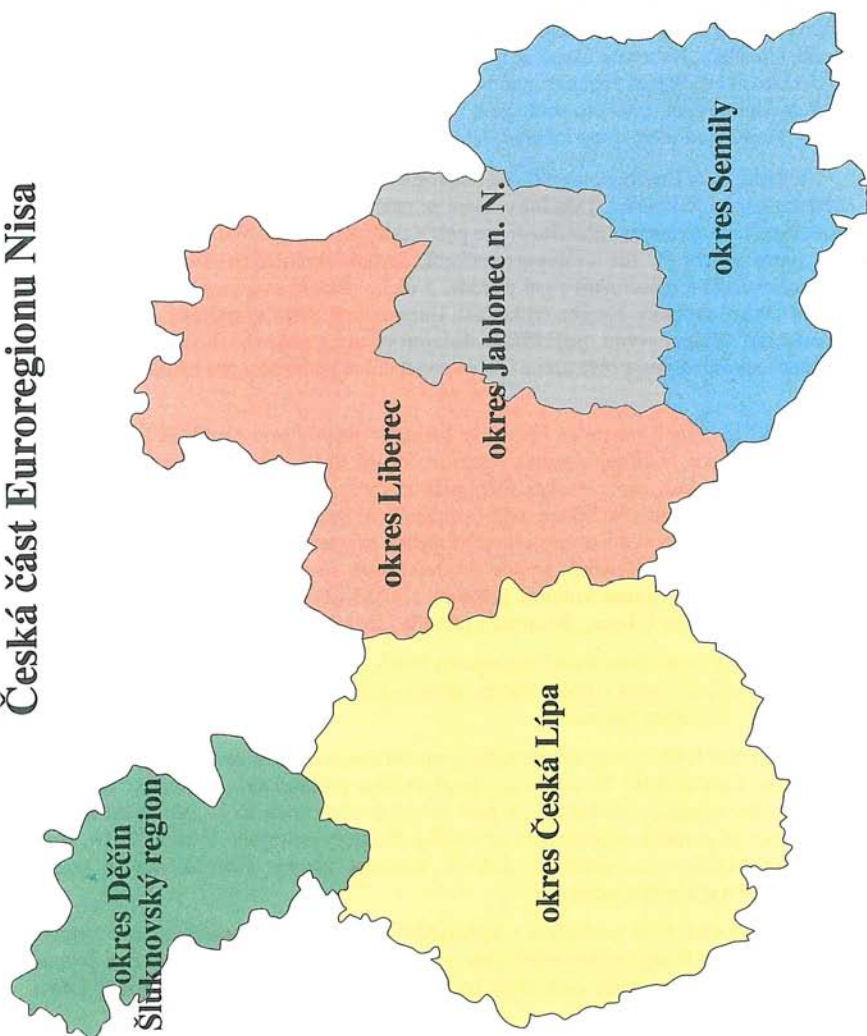 Česká část Euroregionu Nisa
okres Děčín
Šluknovský region
okres Liberec
okres Jablonec n. N.
okres Semily
okres Česká Lípa